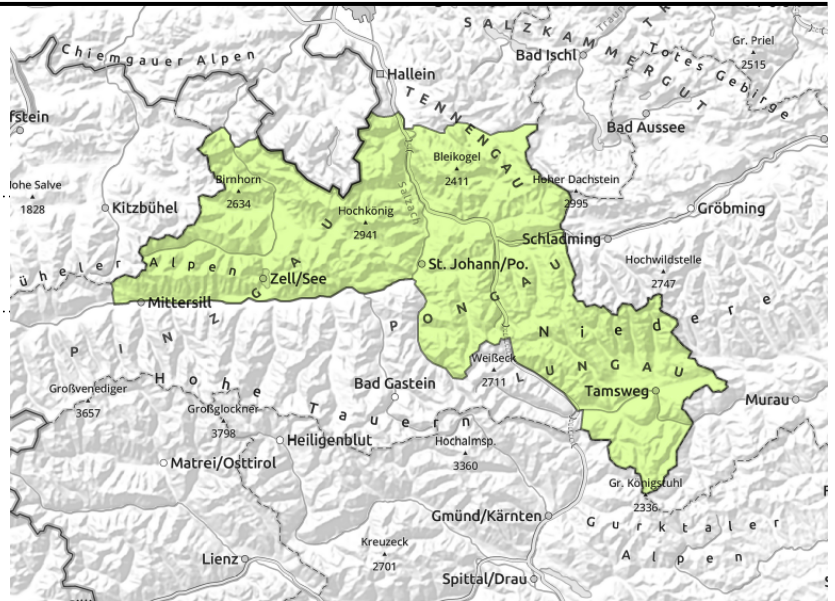 SALZKAMMERGUT
Gr. Priel
2515
Totes Gebirge
Bad Ischl
Chiemgauer Alpen
Hallein
TENNENGAU
fstein
Bad Aussee
Bleikogel
2411
Birnhorn
2634
Hoher Dachstein
2995
ohe Salve
1828
Kitzbühel
Hochkönig
2941
Salzach
Gröbming
Schladming
üheler Alpen
Zell/See
St. Johann/Po.
Hochwildstelle
2747
Mittersill
PINZGAU
PONGAU
Niedere
Weißeck
2711
LUNGAU
Hohe Tauern
Bad Gastein
Tamsweg
Murau
Großvenediger
3657
Großglockner
3798
Heiligenblut
Hochalmsp.
3360
Matrei/Osttirol
Gr. Königstuhl
2336
Gmünd/Kärnten
Gurktaler
Alpen
Kreuzeck
2701
Lienz
Spittal/Drau